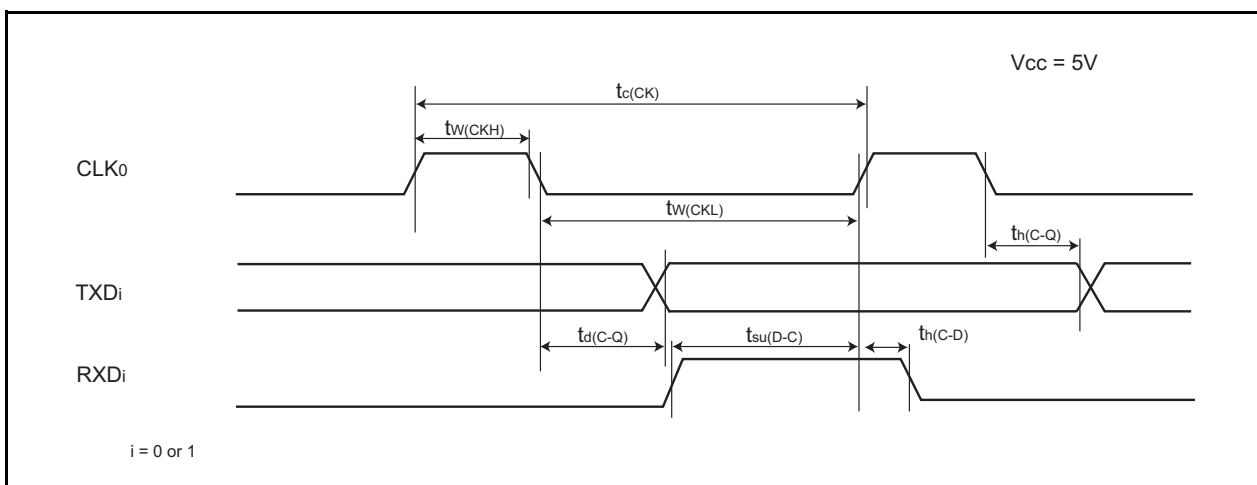 Vcc = 5V
tc(CK)
tW(CKH)
CLK0
tW(CKL)
th(C-Q)
TXDi
td(C-Q)
tsu(D-C)
th(C-D)
RXDi
i = 0 or 1